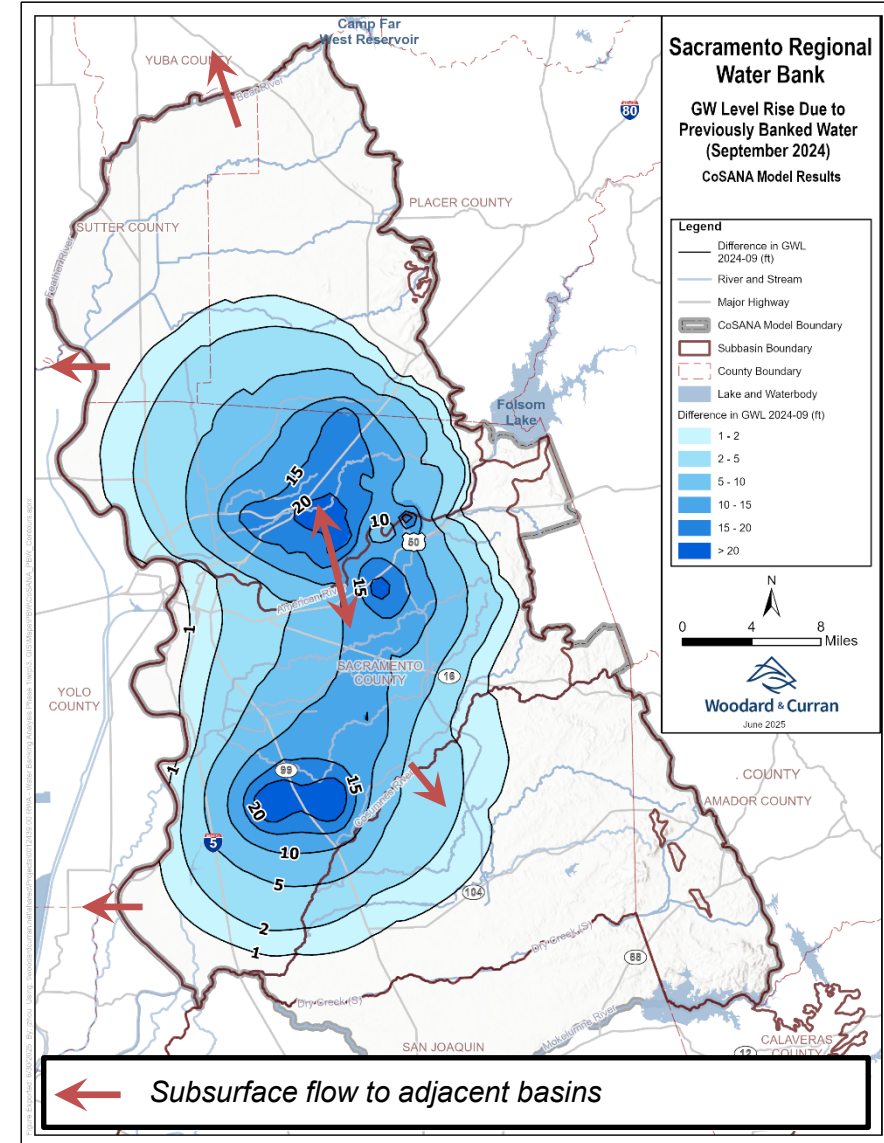 Camp Far
West Reservoir
YUBA COUNTY
Bear River
80
PLACER COUNTY
SUTTER COUNTY
Feather River
Folsom
Lake
15
20
10
50
15
American River
1
SACRAMENTO
COUNTY
16
YOLO
COUNTY
1
99
15
20
Cosumnes River
5
10
5
104
2
1
. COUNTY
AMADOR COUNTY
Dry Creek (S)
88
Dry Creek (S)
Mokelumne River
SAN JOAQUIN
CALAVERAS
COUNTY
12
Sacramento Regional
Water Bank
GW Level Rise Due to
Previously Banked Water
(September 2024)
CoSANA Model Results
Legend
Difference in GWL
2024-09 (ft)
River and Stream
Major Highway
CoSANA Model Boundary
Subbasin Boundary
County Boundary
Lake and Waterbody
Difference in GWL 2024-09 (ft)
1 - 2
2 - 5
5 - 10
10 - 15
15 - 20
> 20
N
0 4 8
Miles
Woodard & Curran
June 2025
Subsurface flow to adjacent basins